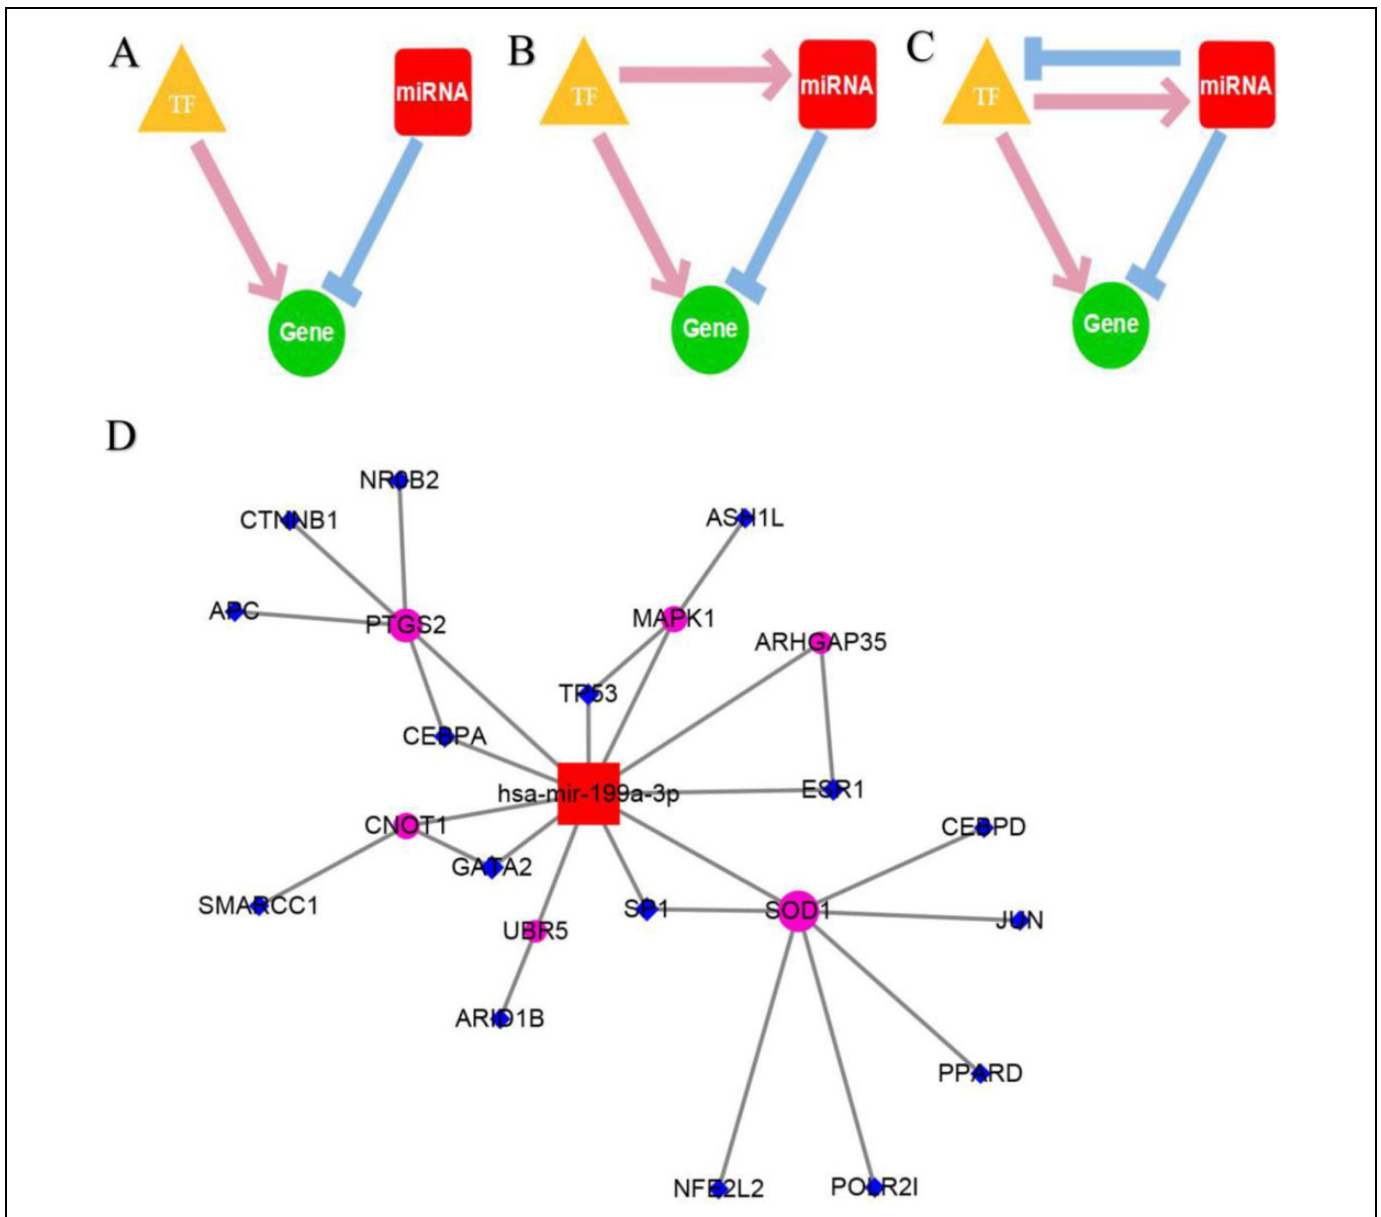 A
TF
miRNA
Gene
B
TF
miRNA
Gene
C
TF
miRNA
Gene
D
NR0B2
CTNNB1
ASH1L
APC
PTGS2
MAPK1
ARHGAP35
TP53
CEBPA
hsa-mir-199a-3p
ESR1
CNOT1
CEBPD
GATA2
SMARCC1
SP1
SOD1
JUN
UBR5
ARID1B
PPARD
NFE2L2
POLR2I